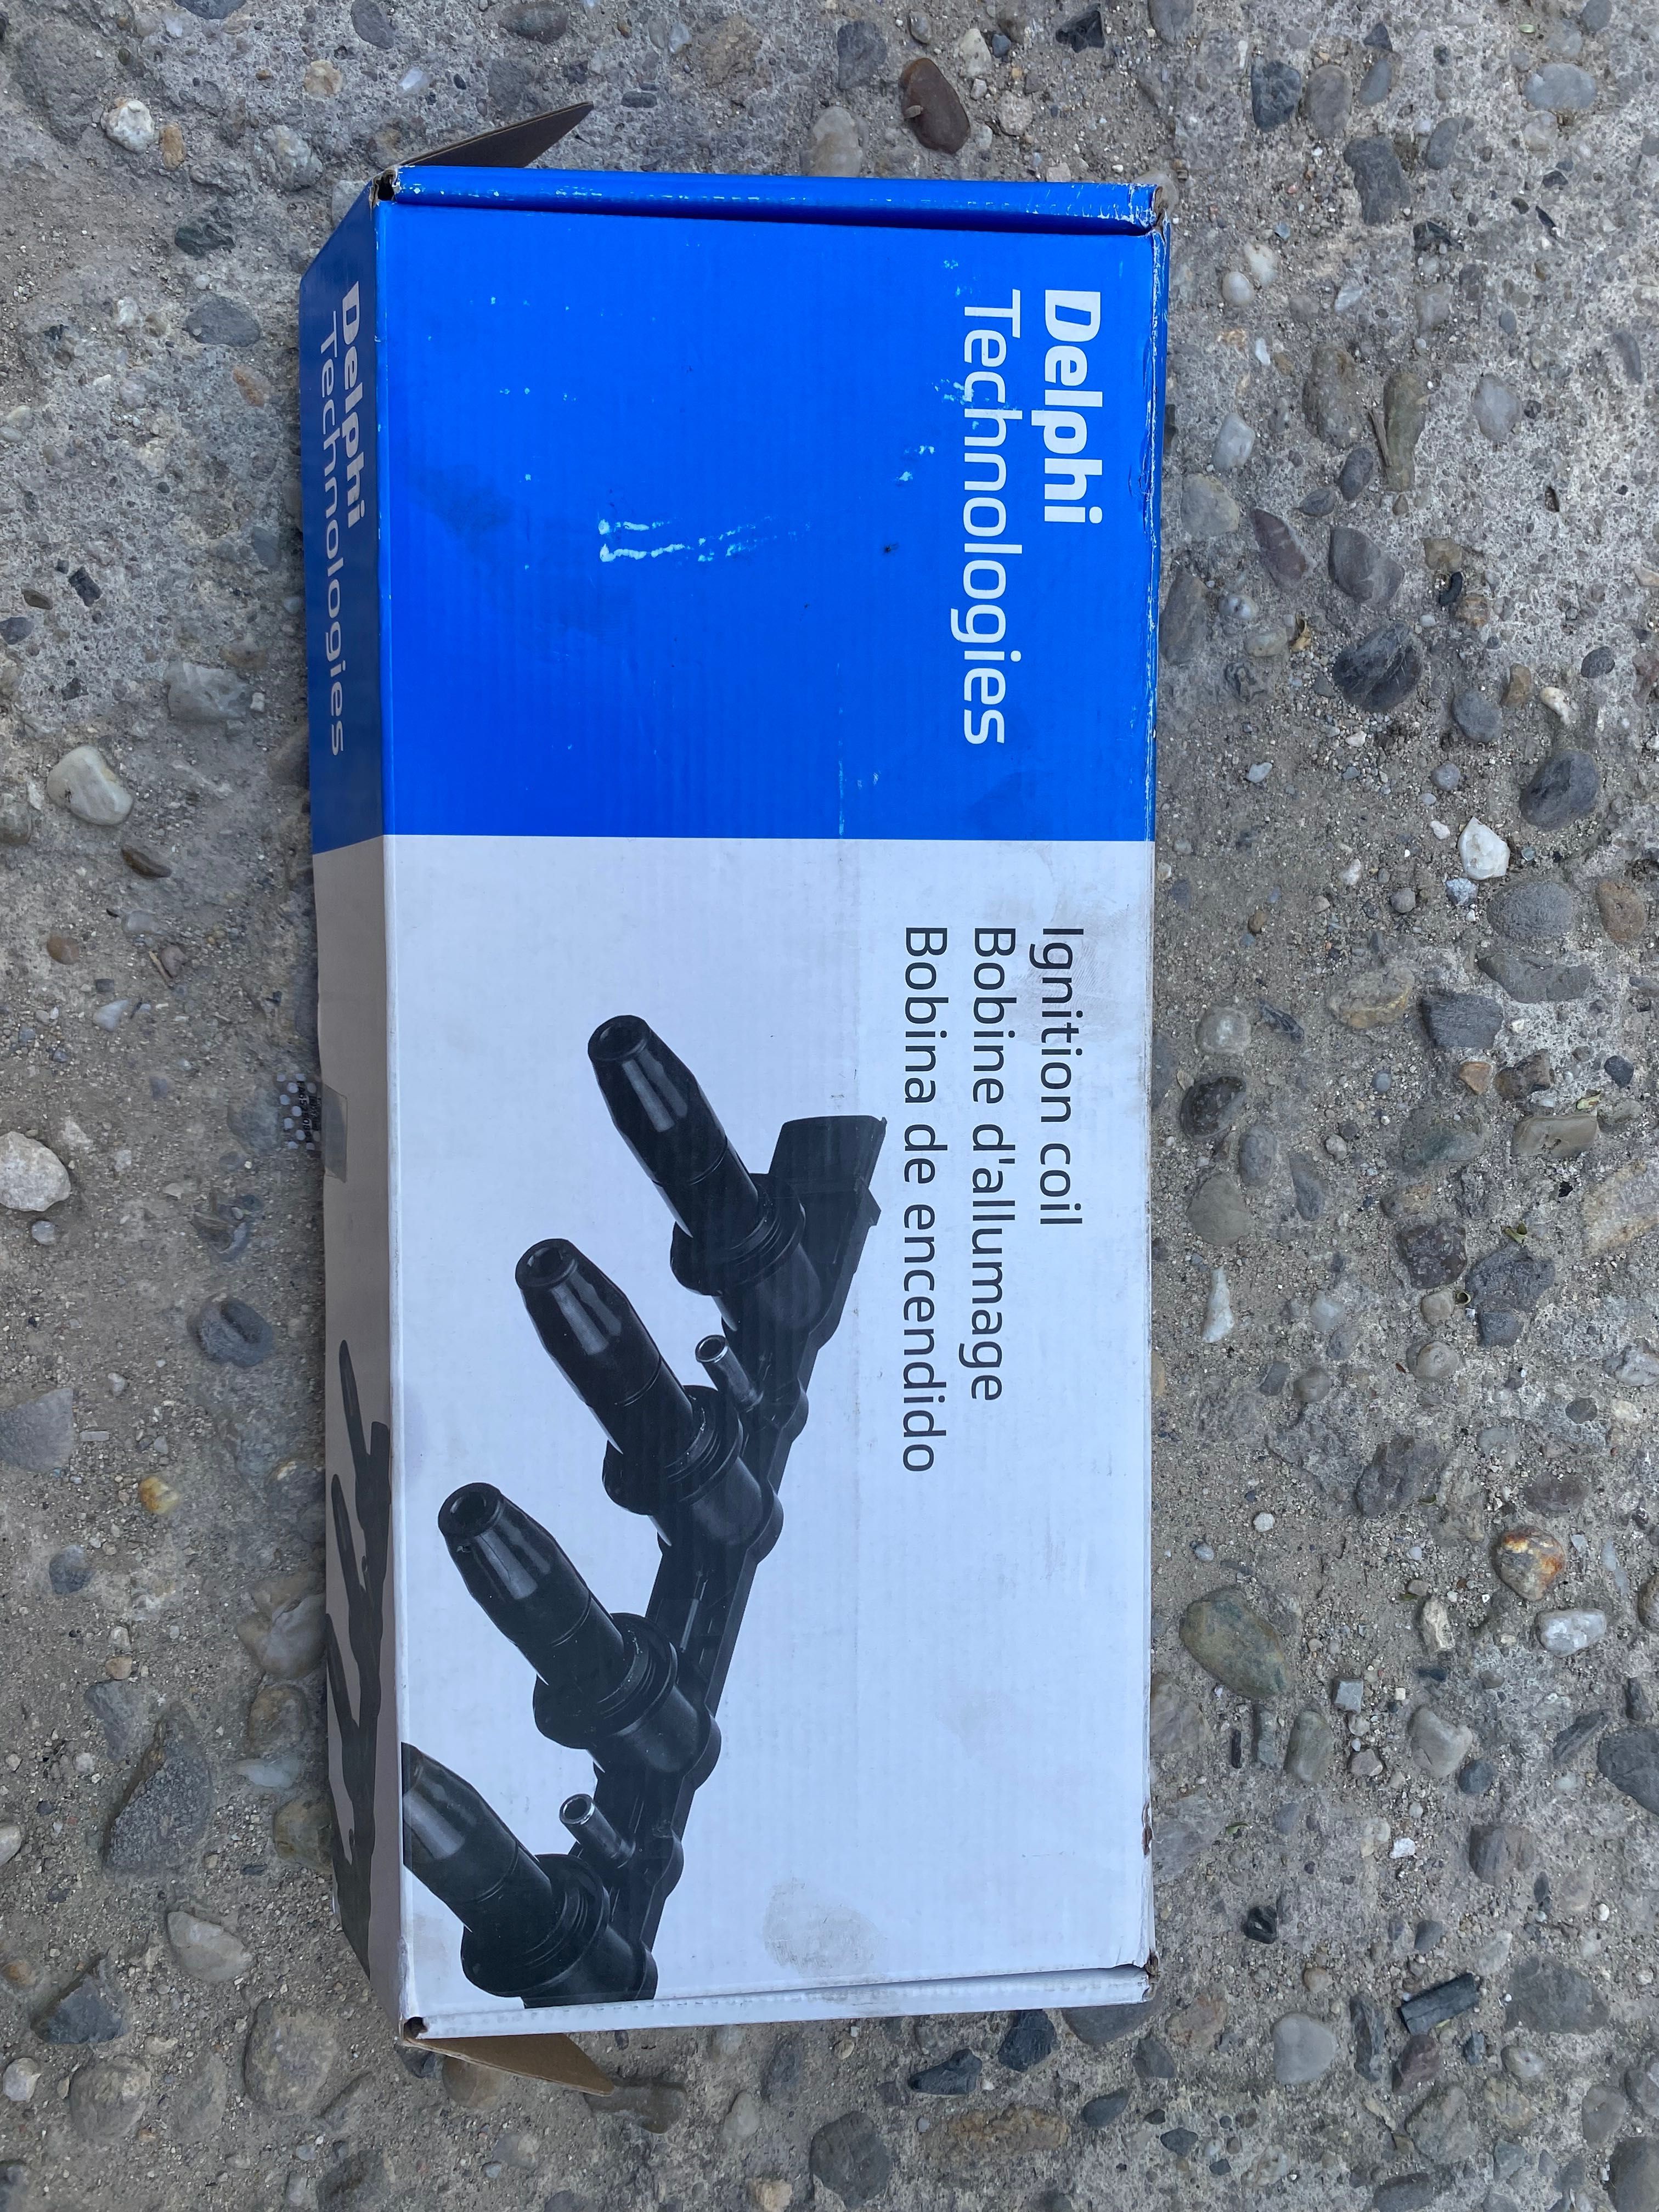 Delphi
Technologies
Ignition coil
Bobine d'allumage
Bobina de encendido
Delphi
Technologies